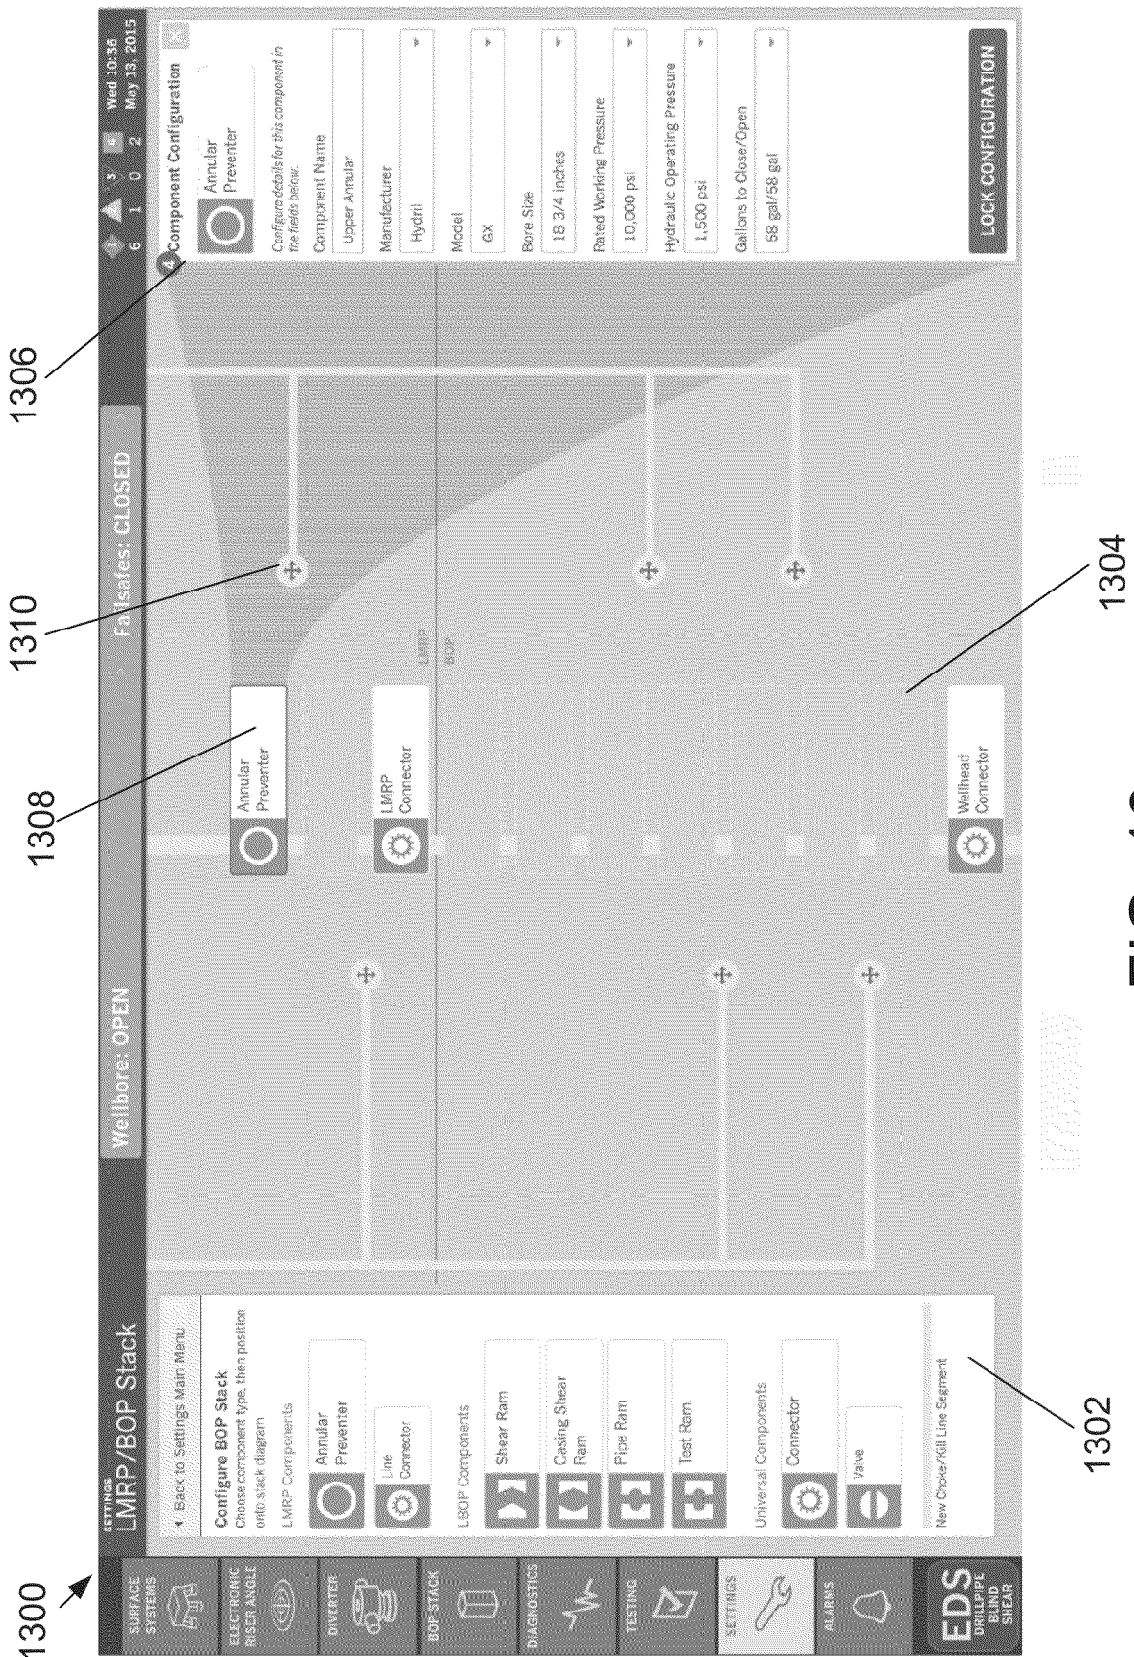 1300
SETTINGS
LMRP/BOP Stack
Wellbore: OPEN
Failsafes: CLOSED
6
1
3
0
2
Wed 10:36
May 13, 2015
SURFACE
SYSTEMS
ELECTRONIC
RISER ANGLE
DIVERTER
BOP STACK
DIAGNOSTICS
TESTING
SETTINGS
ALARMS
EDS
DRILLPIPE
BLIND
SHEAR
Back to Settings Main Menu
Configure BOP Stack
Choose component type, then position
onto stack diagram
LMRP Components
Annular
Preventer
Line
Connector
LBOP Components
Shear Ram
Casing Shear
Ram
Pipe Ram
Test Ram
Universal Components
Connector
Valve
New Choke/Kill Line Segment
1302
1308
Annular
Preventer
LMRP
Connector
LMRP
BOP
Wellhead
Connector
1310
1304
1306
4
Component Configuration
Annular
Preventer
Configure details for this component in
the fields below.
Component Name
Upper Annular
Manufacturer
Hydril
Model
GX
Bore Size
18 3/4 inches
Rated Working Pressure
10,000 psi
Hydraulic Operating Pressure
1,500 psi
Gallons to Close/Open
58 gal/58 gal
LOCK CONFIGURATION